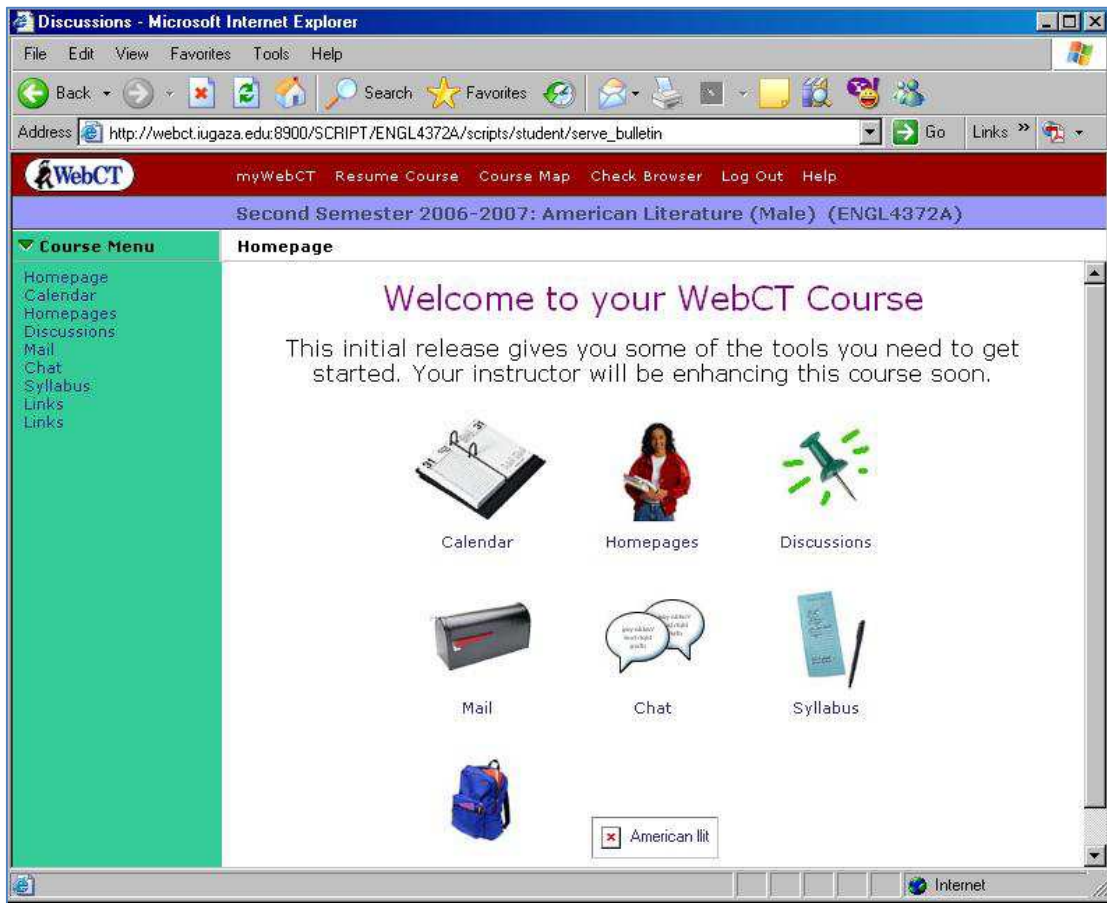 Discussions - Microsoft Internet Explorer
File Edit View Favorites Tools Help
Back Search Favorites
Address http://webct.iugaza.edu:8900/SCRIPT/ENGL4372A/scripts/student/serve_bulletin Go Links »
WebCT myWebCT Resume Course Course Map Check Browser Log Out Help
Second Semester 2006-2007: American Literature (Male) (ENGL4372A)
Course Menu Homepage
Homepage
Calendar
Homepages
Discussions
Mail
Chat
Syllabus
Links
Links
Welcome to your WebCT Course
This initial release gives you some of the tools you need to get
started. Your instructor will be enhancing this course soon.
Calendar Homepages Discussions
Mail Chat Syllabus
American llit
Internet